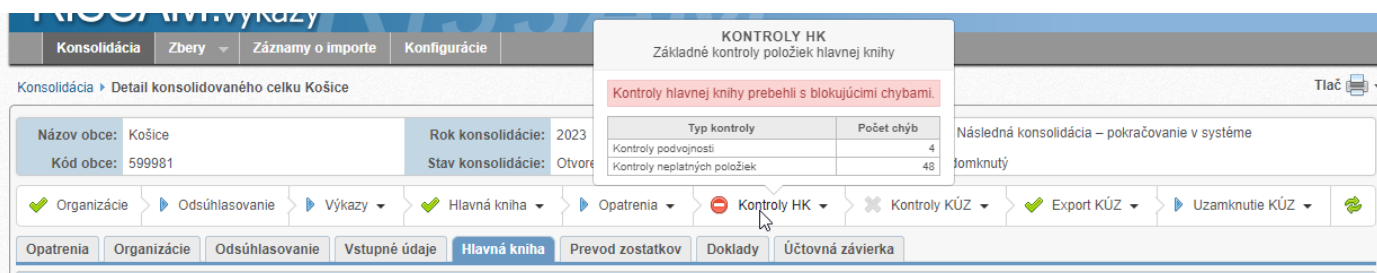 RISSAM.výkazy
Konsolidácia Zbery Záznamy o importe Konfigurácie
KONTROLY HK
Základné kontroly položiek hlavnej knihy
Konsolidácia Detail konsolidovaného celku Košice
Tlač
Kontroly hlavnej knihy prebehli s blokujúcimi chybami.
Typ kontroly Počet chýb
Kontroly podvojnosti 4
Kontroly neplatných položiek 48
Názov obce: Košice Rok konsolidácie: 2023 Následná konsolidácia – pokračovanie v systéme
Kód obce: 599981 Stav konsolidácie: Otvore domknutý
Organizácie Odsúhlasovanie Výkazy Hlavná kniha Opatrenia Kontroly HK Kontroly KÚZ Export KÚZ Uzamknutie KÚZ
Opatrenia Organizácie Odsúhlasovanie Vstupné údaje Hlavná kniha Prevod zostatkov Doklady Účtovná závierka